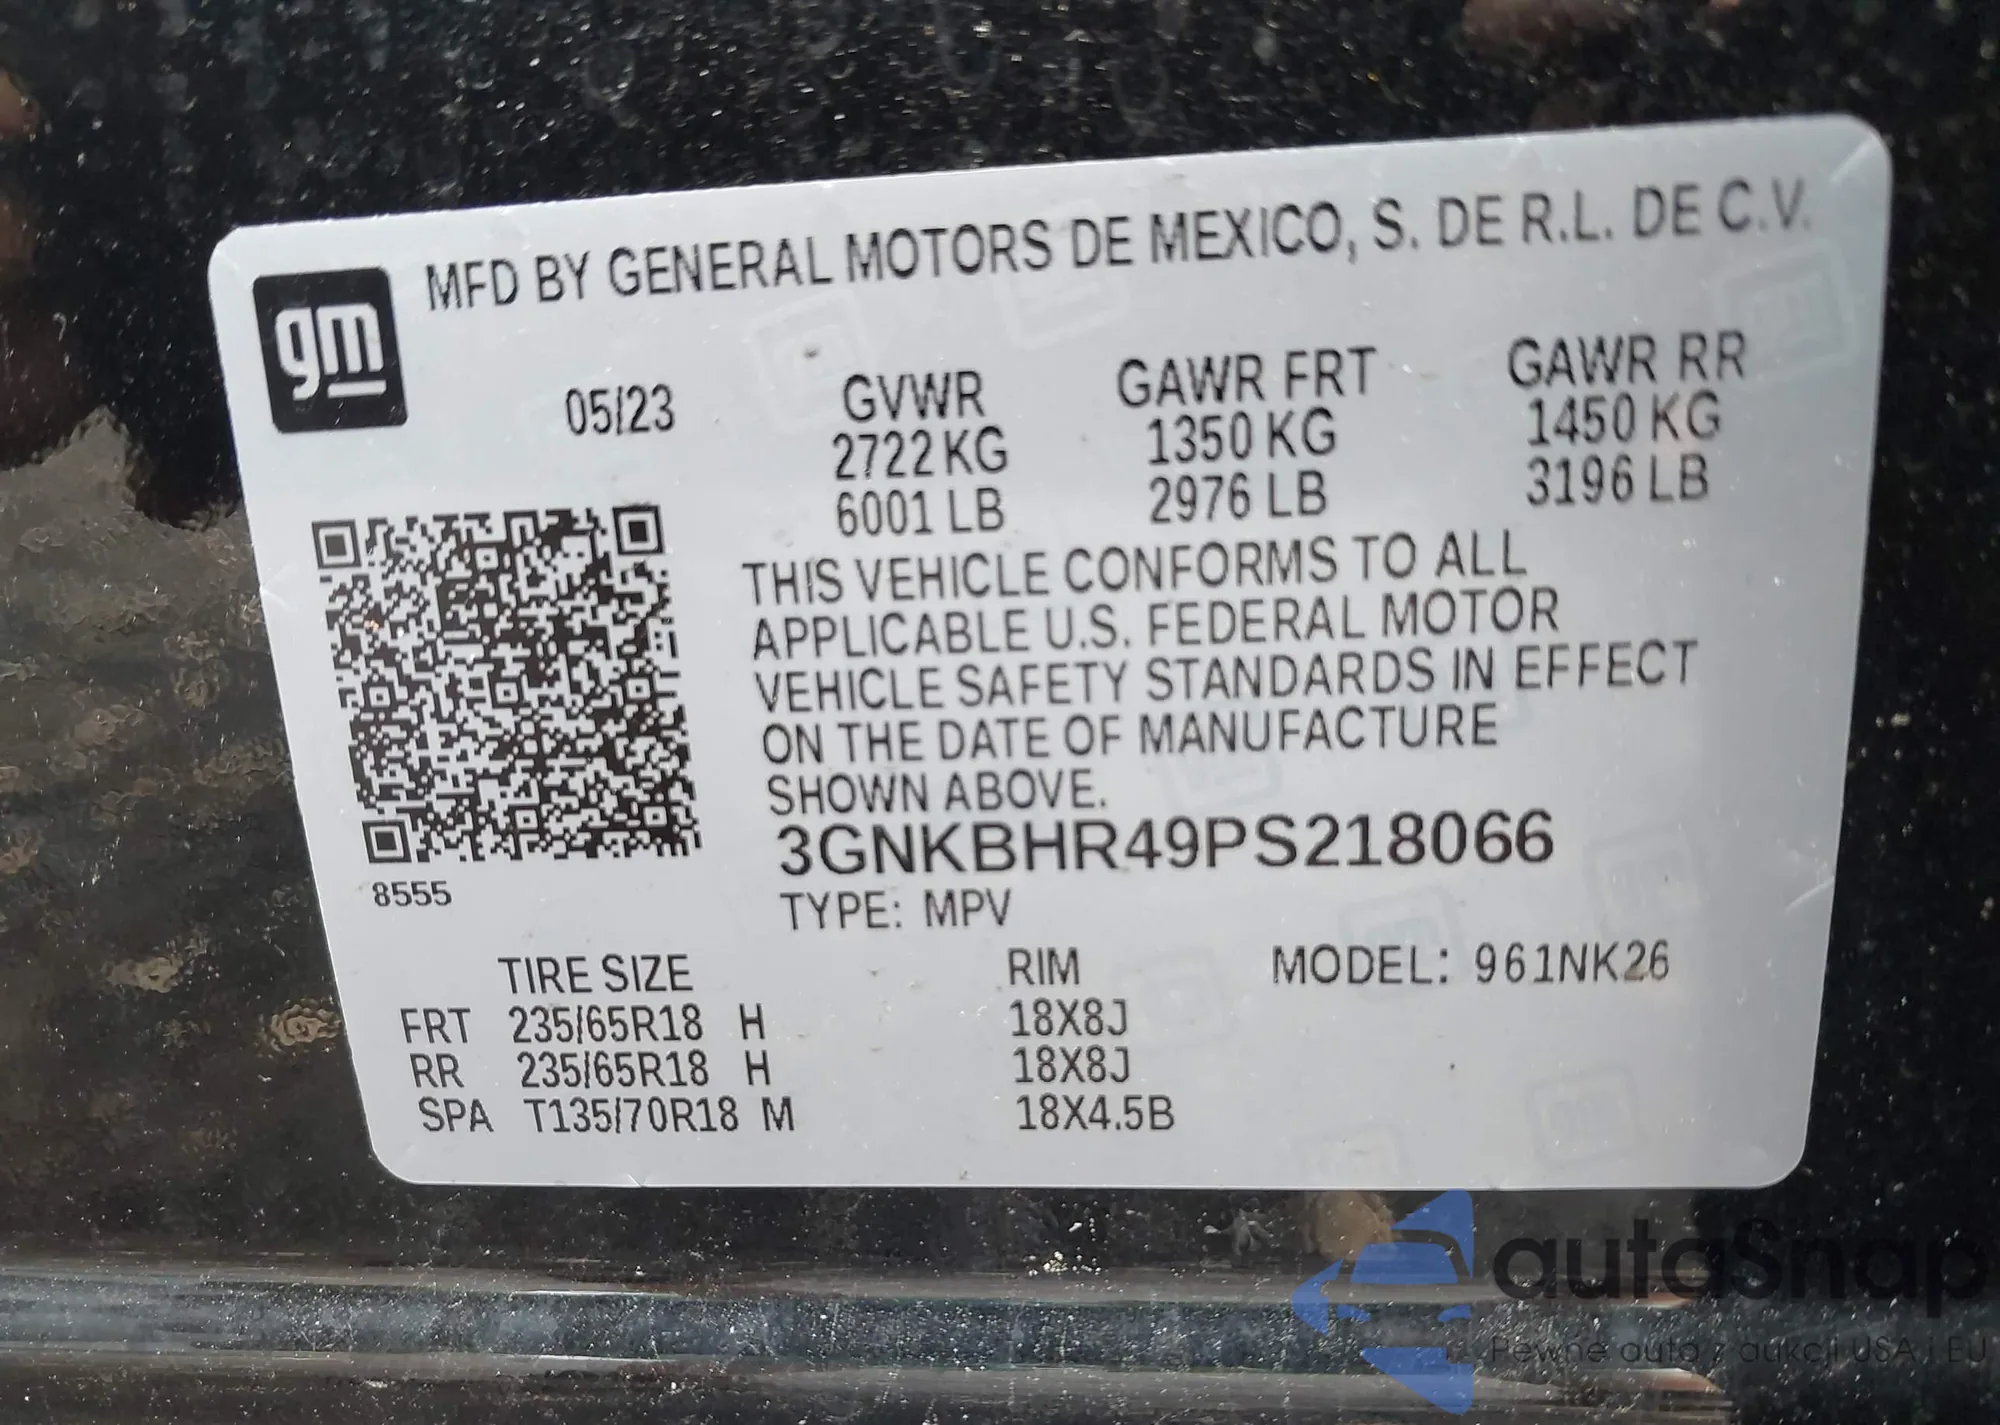 MFD BY GENERAL MOTORS DE MEXICO, S. DE R.L. DE C.V.
gm
05/23 GVWR GAWR FRT GAWR RR
2722 KG 1350 KG 1450 KG
6001 LB 2976 LB 3196 LB
THIS VEHICLE CONFORMS TO ALL
APPLICABLE U.S. FEDERAL MOTOR
VEHICLE SAFETY STANDARDS IN EFFECT
ON THE DATE OF MANUFACTURE
SHOWN ABOVE.
3GNKBHR49PS218066
8555
TYPE: MPV
TIRE SIZE RIM MODEL: 961NK26
FRT 235/65R18 H 18X8J
RR 235/65R18 H 18X8J
SPA T135/70R18 M 18X4.5B
autaSnap
Pewne auta z aukcji USA i EU